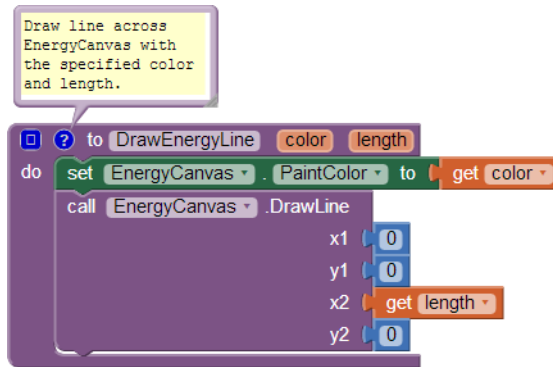 Draw line across
EnergyCanvas with
the specified color
and length.
? to DrawEnergyLine color length
do set EnergyCanvas . PaintColor to get color
call EnergyCanvas .DrawLine
x1 0
y1 0
x2 get length
y2 0